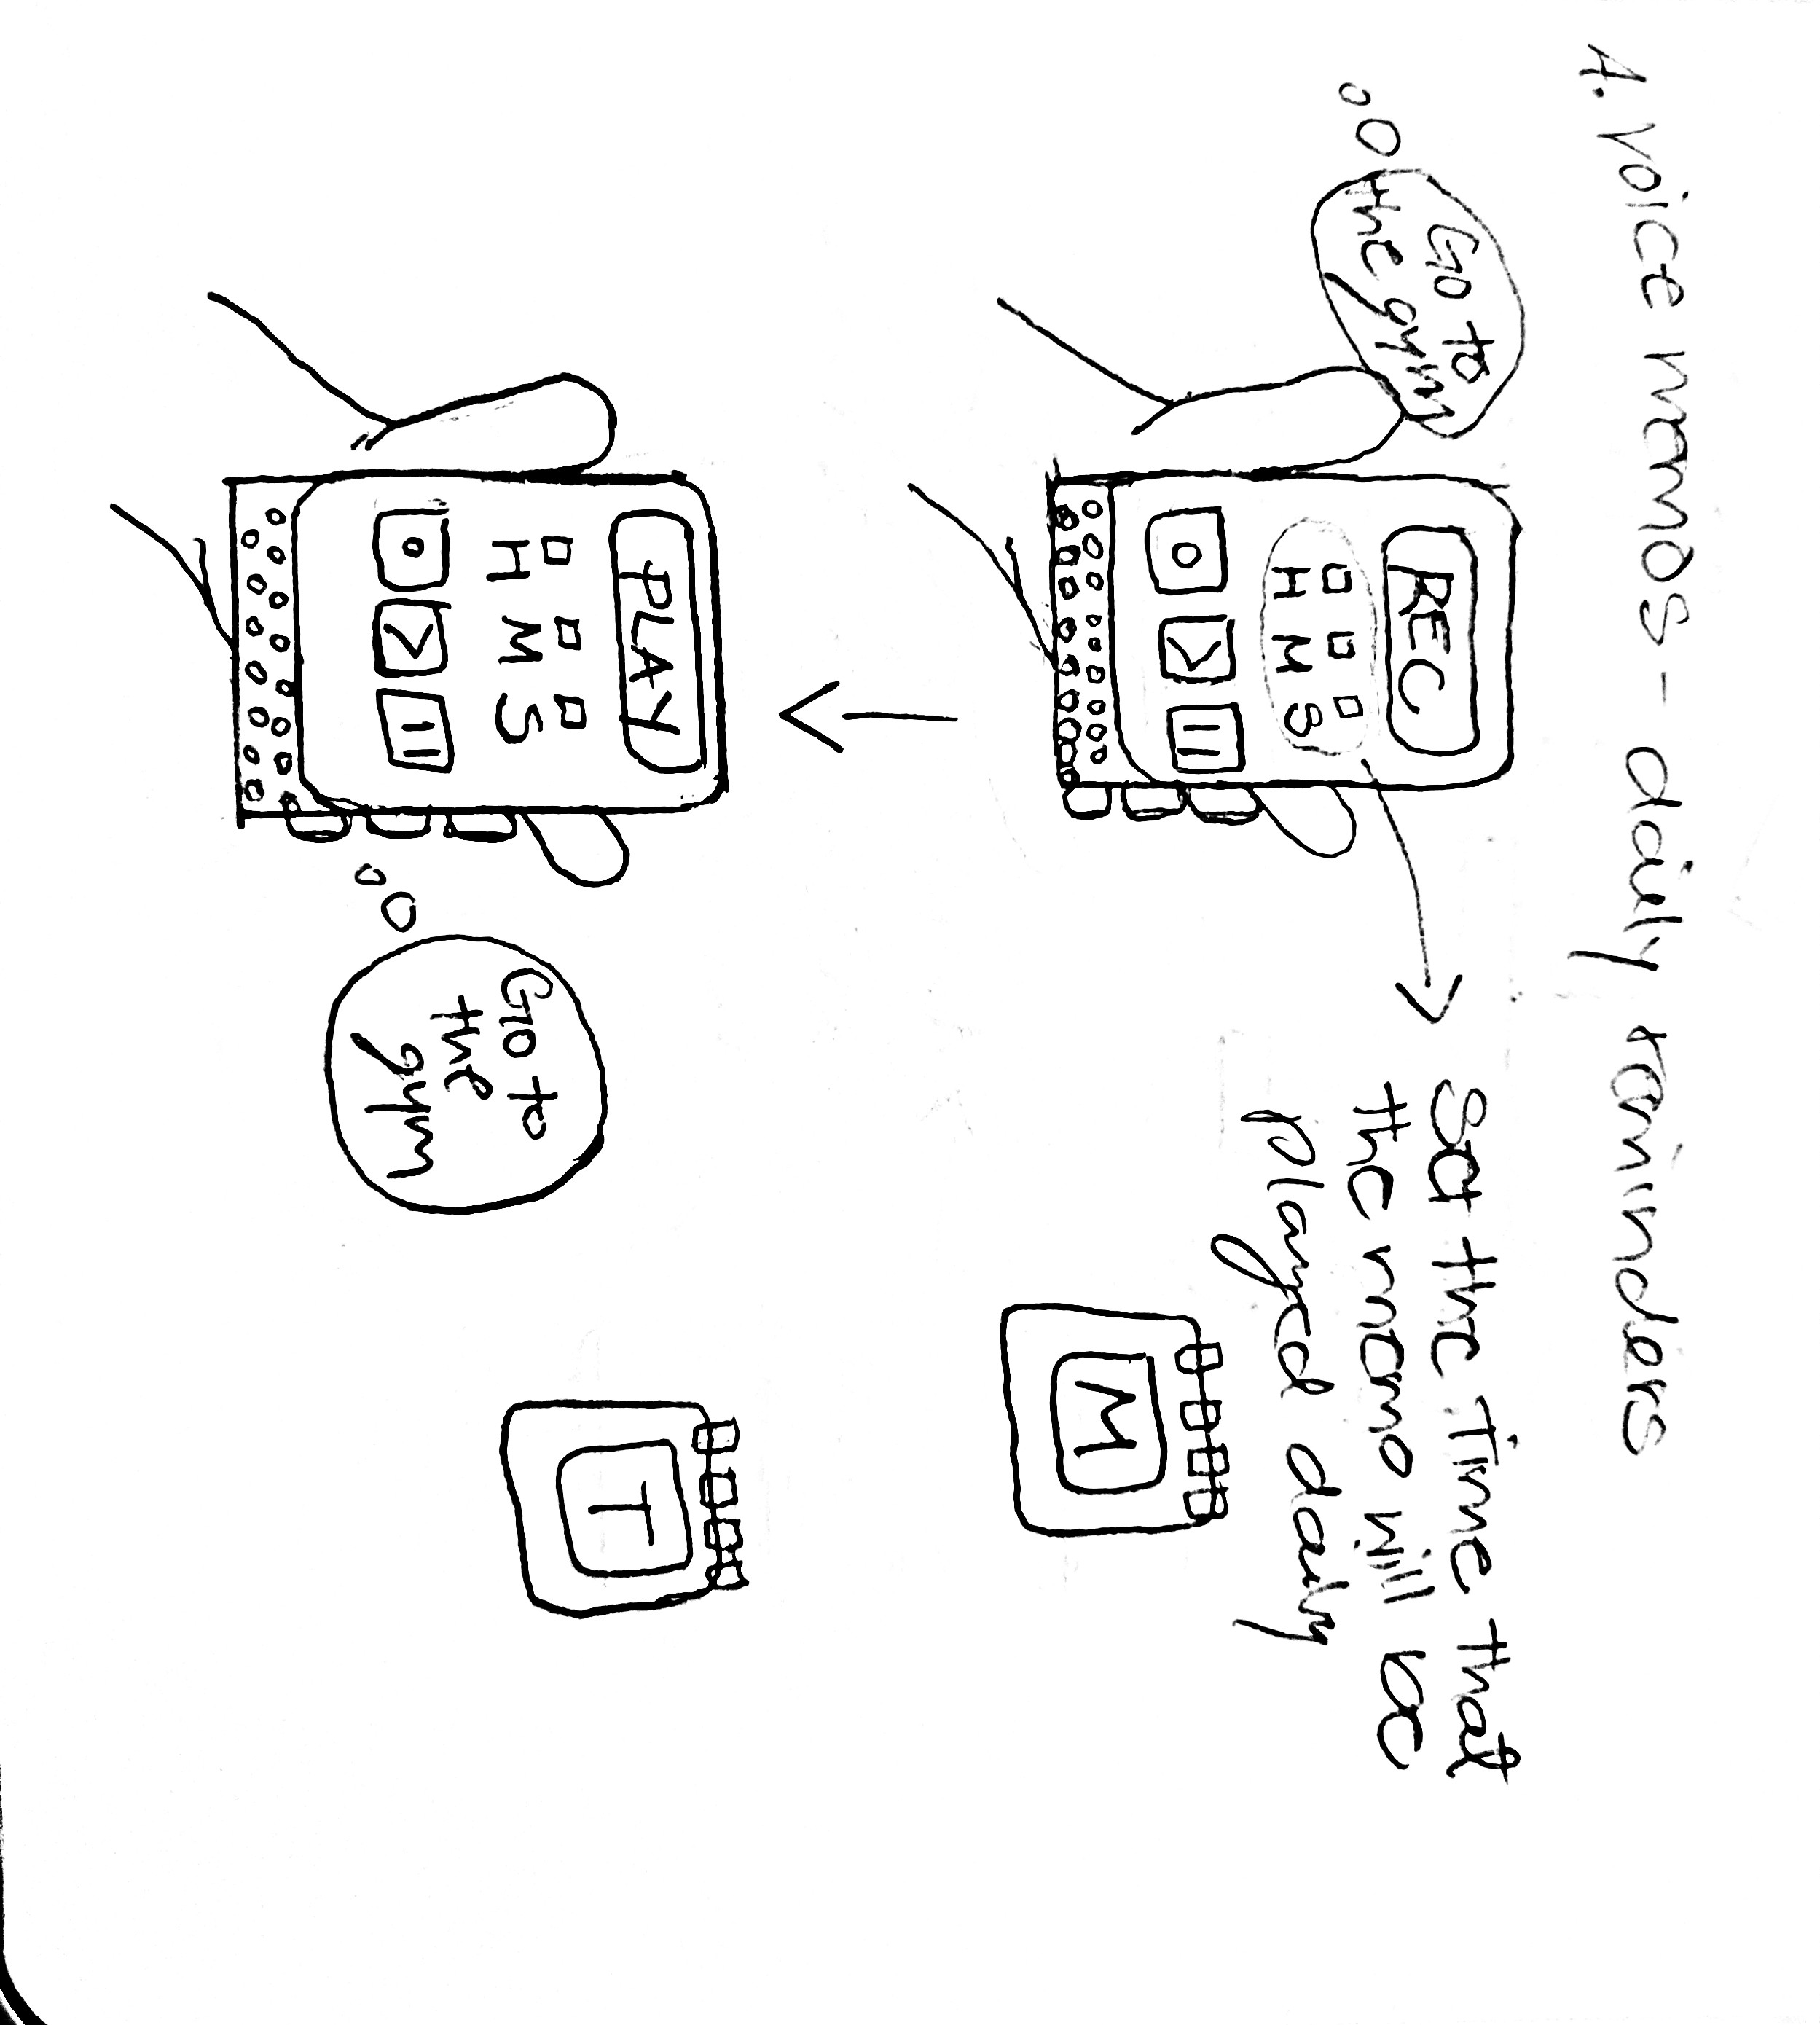 4. Voice memos - daily reminders
Go to
the gym
REC
H M S
Set the Time that
the memo will be
played daily
M
PLAY
H M S
Go to
the
gym
T